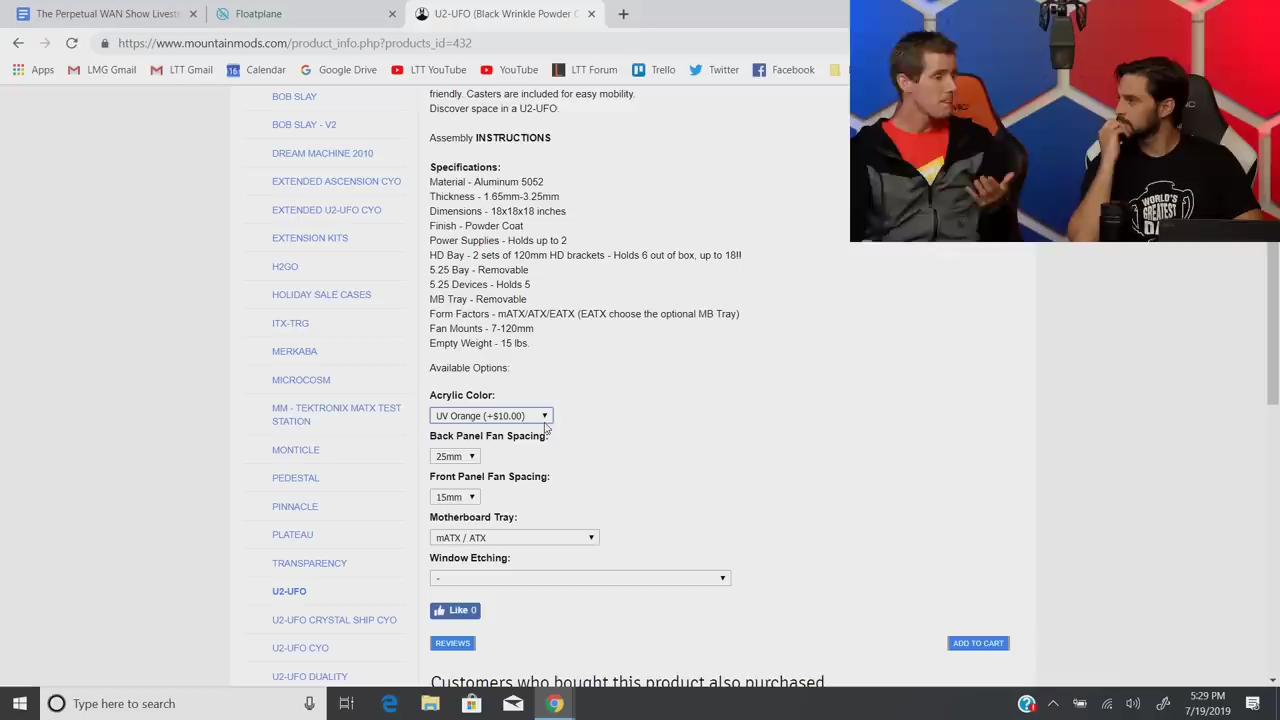 The Perpetual WAN Show Livestr
Floatplane
U2-UFO (Black Wrinkle Powder C
https://www.mountainmods.com/product_info.php?products_id=432
Apps
LMG Gmail
LTT Gmail
16
Calendar
Google Drive
LTT YouTube
YouTube
LTT Forum
Trello
Twitter
Facebook
BOB SLAY
BOB SLAY - V2
DREAM MACHINE 2010
EXTENDED ASCENSION CYO
EXTENDED U2-UFO CYO
EXTENSION KITS
H2GO
HOLIDAY SALE CASES
ITX-TRG
MERKABA
MICROCOSM
MM - TEKTRONIX MATX TEST
STATION
MONTICLE
PEDESTAL
PINNACLE
PLATEAU
TRANSPARENCY
U2-UFO
U2-UFO CRYSTAL SHIP CYO
U2-UFO CYO
U2-UFO DUALITY
friendly. Casters are included for easy mobility.
Discover space in a U2-UFO.
Assembly INSTRUCTIONS
Specifications:
Material - Aluminum 5052
Thickness - 1.65mm-3.25mm
Dimensions - 18x18x18 inches
Finish - Powder Coat
Power Supplies - Holds up to 2
HD Bay - 2 sets of 120mm HD brackets - Holds 6 out of box, up to 18!!
5.25 Bay - Removable
5.25 Devices - Holds 5
MB Tray - Removable
Form Factors - mATX/ATX/EATX (EATX choose the optional MB Tray)
Fan Mounts - 7-120mm
Empty Weight - 15 lbs.
Available Options:
Acrylic Color:
UV Orange (+$10.00)
Back Panel Fan Spacing:
25mm
Front Panel Fan Spacing:
15mm
Motherboard Tray:
mATX / ATX
Window Etching:
-
Like 0
REVIEWS
ADD TO CART
Customers who bought this product also purchased
WORLD'S
GREATEST
Type here to search
5:29 PM
7/19/2019